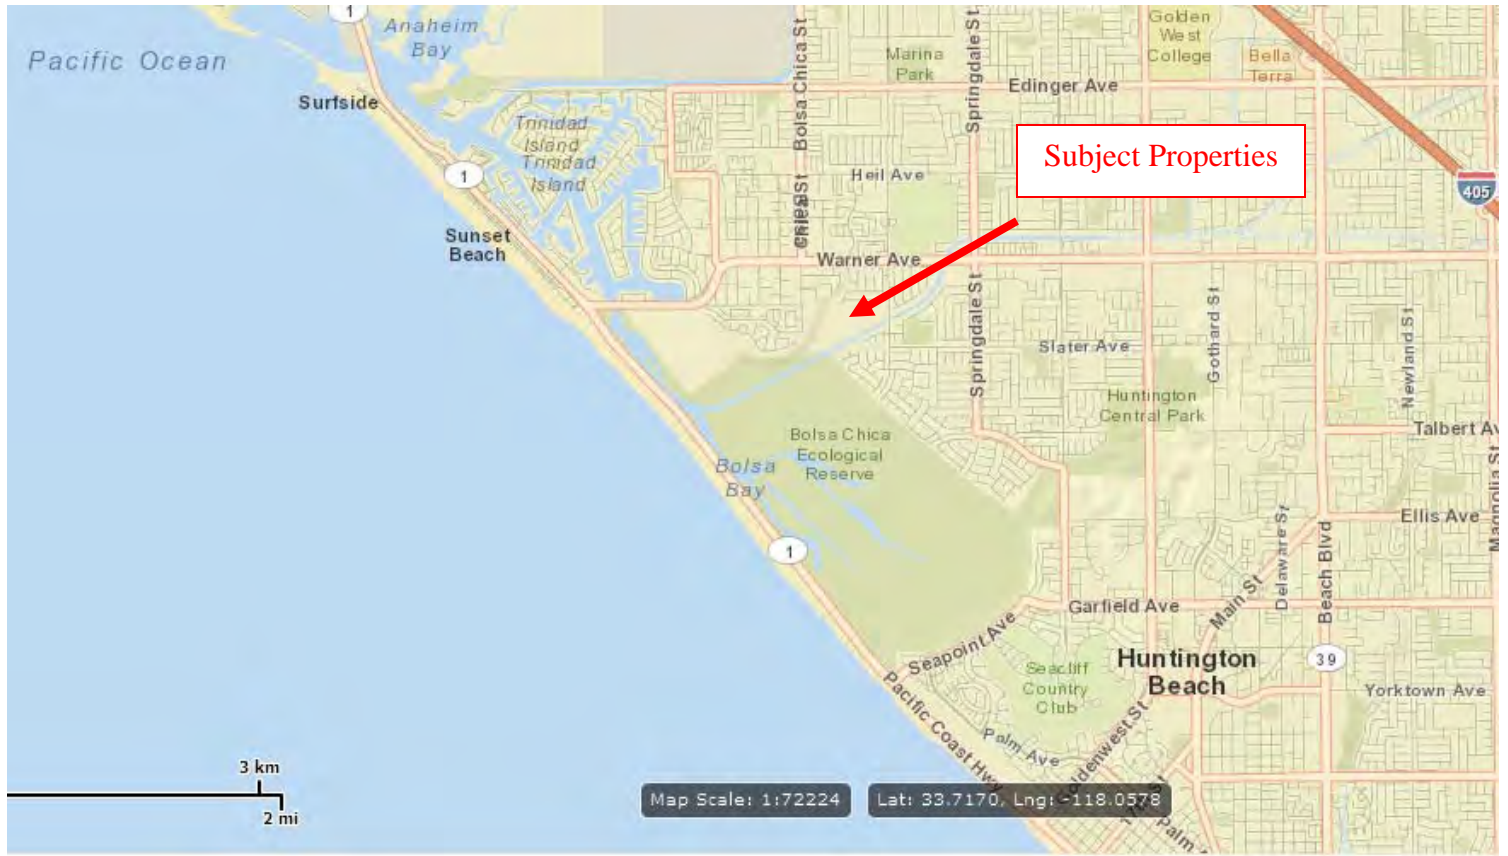 1
Anaheim
Bay
Pacific Ocean
Bolsa Chica St
Marina
Park
Springdale St
Golden
West
College
Bella
Terra
Edinger Ave
Surfside
Trinidad
Island
Trinidad
Island
Subject Properties
1
Heil Ave
405
Sunset
Beach
Warner Ave
Springdale St
Slater Ave
Gothard St
Newland St
Huntington
Central Park
Talbert Av
Bolsa Chica
Ecological
Reserve
Bolsa
Bay
Magnolia St
Ellis Ave
Delaware St
Beach Blvd
1
Main St
Garfield Ave
Seapoint Ave
Huntington
Beach
39
Seacliff
Country
Club
Yorktown Ave
Pacific Coast Hwy
Palm Ave
Goldenwest St
3 km
2 mi
Map Scale: 1:72224
Lat: 33.7170, Lng: -118.0578
Palm